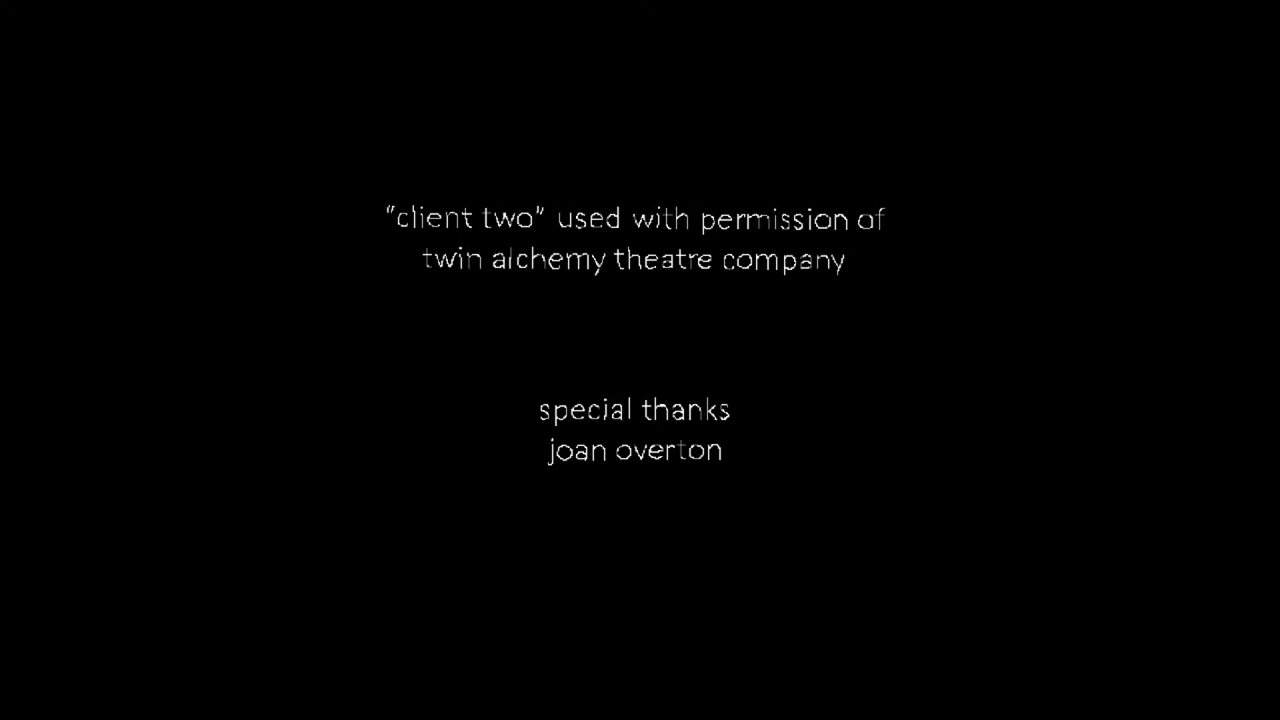 "client two" used with permission of
twin alchemy theatre company
special thanks
joan overton